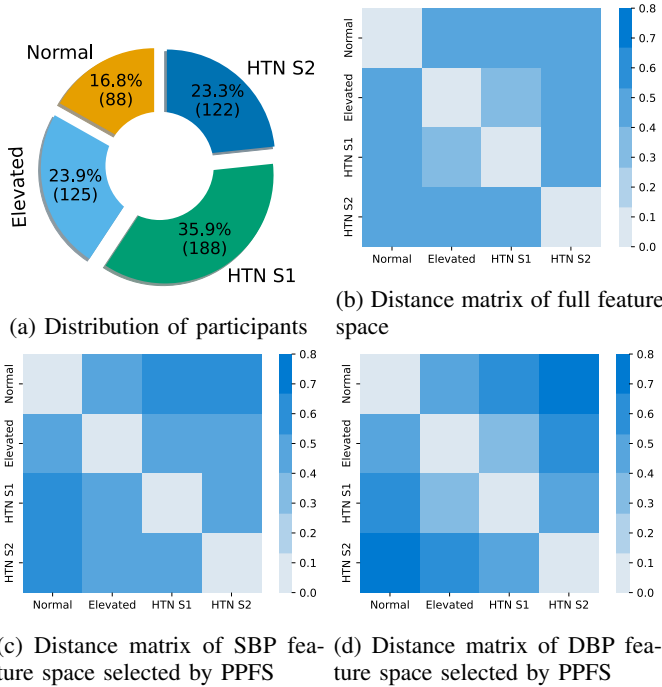 Normal
16.8%
(88)
HTN S2
23.3%
(122)
Elevated
23.9%
(125)
35.9%
(188)
HTN S1
(a) Distribution of participants
Normal
Elevated
HTN S1
HTN S2
Normal Elevated HTN S1 HTN S2
0.8
0.7
0.6
0.5
0.4
0.3
0.2
0.1
0.0
(b) Distance matrix of full feature
space
Normal
Elevated
HTN S1
HTN S2
Normal Elevated HTN S1 HTN S2
0.8
0.7
0.6
0.5
0.4
0.3
0.2
0.1
0.0
(c) Distance matrix of SBP fea-
ture space selected by PPFS
Normal
Elevated
HTN S1
HTN S2
Normal Elevated HTN S1 HTN S2
0.8
0.7
0.6
0.5
0.4
0.3
0.2
0.1
0.0
(d) Distance matrix of DBP fea-
ture space selected by PPFS